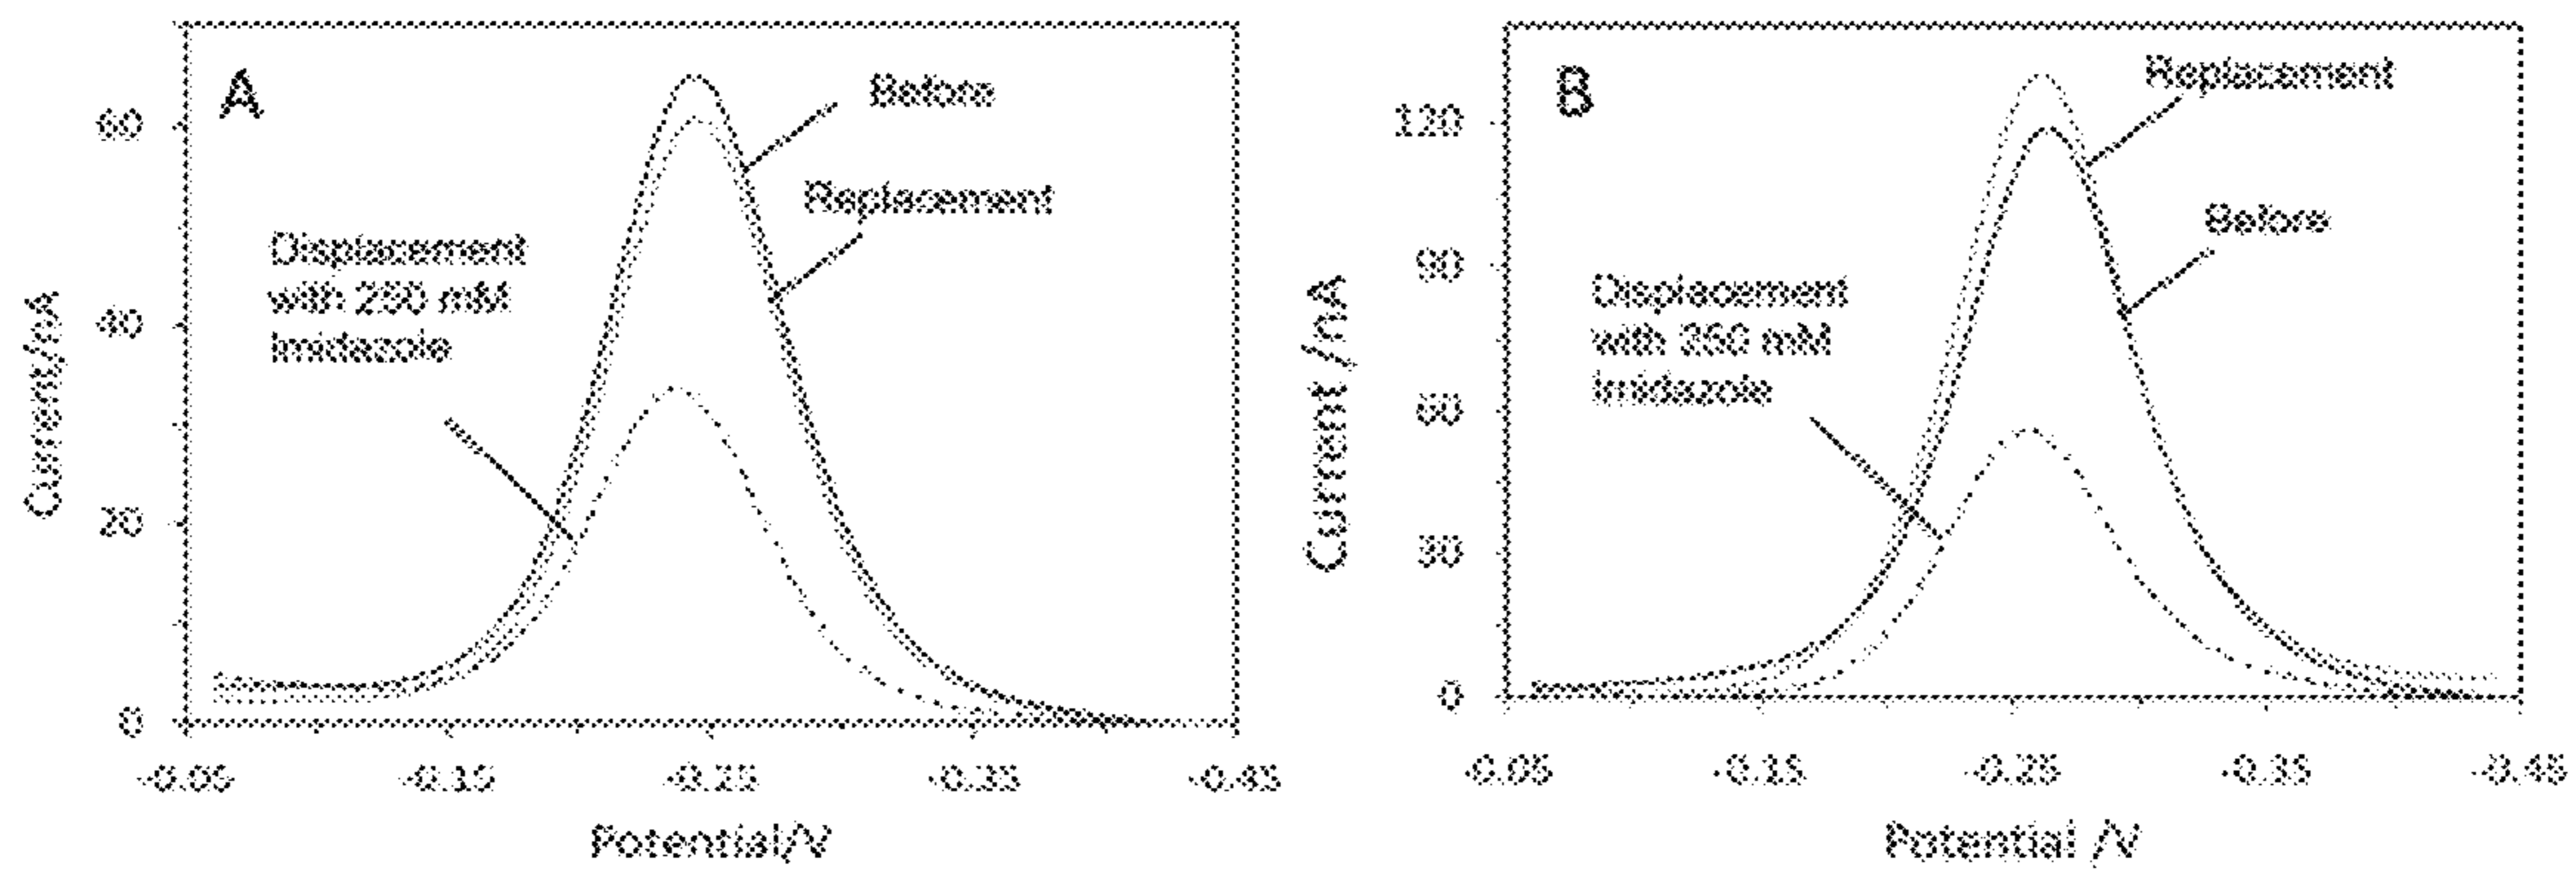 A
Before
Replacement
Displacement
with 250 mM
Imidazole
60
40
20
0
Current/nA
-0.05
-0.15
-0.25
-0.35
-0.45
Potential/V
B
Replacement
Before
Displacement
with 350 mM
Imidazole
120
90
60
30
0
Current /nA
-0.05
-0.15
-0.25
-0.35
-0.45
Potential /V